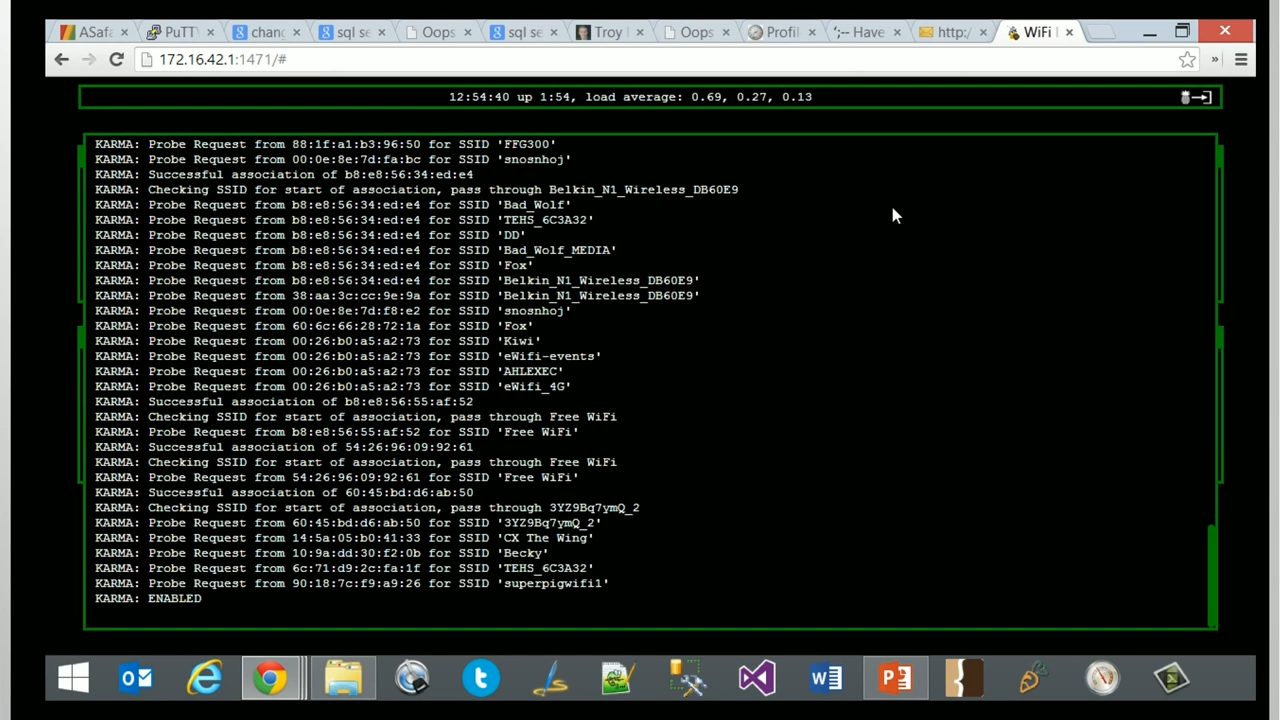 ASafa
PuTT
chang
sql se
Oops
sql se
Troy
Oops
Profil
';-- Have
http:/
WiFi
172.16.42.1:1471/#
12:54:40 up 1:54, load average: 0.69, 0.27, 0.13
KARMA: Probe Request from 88:1f:a1:b3:96:50 for SSID 'FFG300'
KARMA: Probe Request from 00:0e:8e:7d:fa:bc for SSID 'snosnhoj'
KARMA: Successful association of b8:e8:56:34:ed:e4
KARMA: Checking SSID for start of association, pass through Belkin_N1_Wireless_DB60E9
KARMA: Probe Request from b8:e8:56:34:ed:e4 for SSID 'Bad_Wolf'
KARMA: Probe Request from b8:e8:56:34:ed:e4 for SSID 'TEHS_6C3A32'
KARMA: Probe Request from b8:e8:56:34:ed:e4 for SSID 'DD'
KARMA: Probe Request from b8:e8:56:34:ed:e4 for SSID 'Bad_Wolf_MEDIA'
KARMA: Probe Request from b8:e8:56:34:ed:e4 for SSID 'Fox'
KARMA: Probe Request from b8:e8:56:34:ed:e4 for SSID 'Belkin_N1_Wireless_DB60E9'
KARMA: Probe Request from 38:aa:3c:cc:9e:9a for SSID 'Belkin_N1_Wireless_DB60E9'
KARMA: Probe Request from 00:0e:8e:7d:f8:e2 for SSID 'snosnhoj'
KARMA: Probe Request from 60:6c:66:28:72:1a for SSID 'Fox'
KARMA: Probe Request from 00:26:b0:a5:a2:73 for SSID 'Kiwi'
KARMA: Probe Request from 00:26:b0:a5:a2:73 for SSID 'eWifi-events'
KARMA: Probe Request from 00:26:b0:a5:a2:73 for SSID 'AHLEXEC'
KARMA: Probe Request from 00:26:b0:a5:a2:73 for SSID 'eWifi_4G'
KARMA: Successful association of b8:e8:56:55:af:52
KARMA: Checking SSID for start of association, pass through Free WiFi
KARMA: Probe Request from b8:e8:56:55:af:52 for SSID 'Free WiFi'
KARMA: Successful association of 54:26:96:09:92:61
KARMA: Checking SSID for start of association, pass through Free WiFi
KARMA: Probe Request from 54:26:96:09:92:61 for SSID 'Free WiFi'
KARMA: Successful association of 60:45:bd:d6:ab:50
KARMA: Checking SSID for start of association, pass through 3YZ9Bq7ymQ_2
KARMA: Probe Request from 60:45:bd:d6:ab:50 for SSID '3YZ9Bq7ymQ_2'
KARMA: Probe Request from 14:5a:05:b0:41:33 for SSID 'CX The Wing'
KARMA: Probe Request from 10:9a:dd:30:f2:0b for SSID 'Becky'
KARMA: Probe Request from 6c:71:d9:2c:fa:1f for SSID 'TEHS_6C3A32'
KARMA: Probe Request from 90:18:7c:f9:a9:26 for SSID 'superpigwifi1'
KARMA: ENABLED